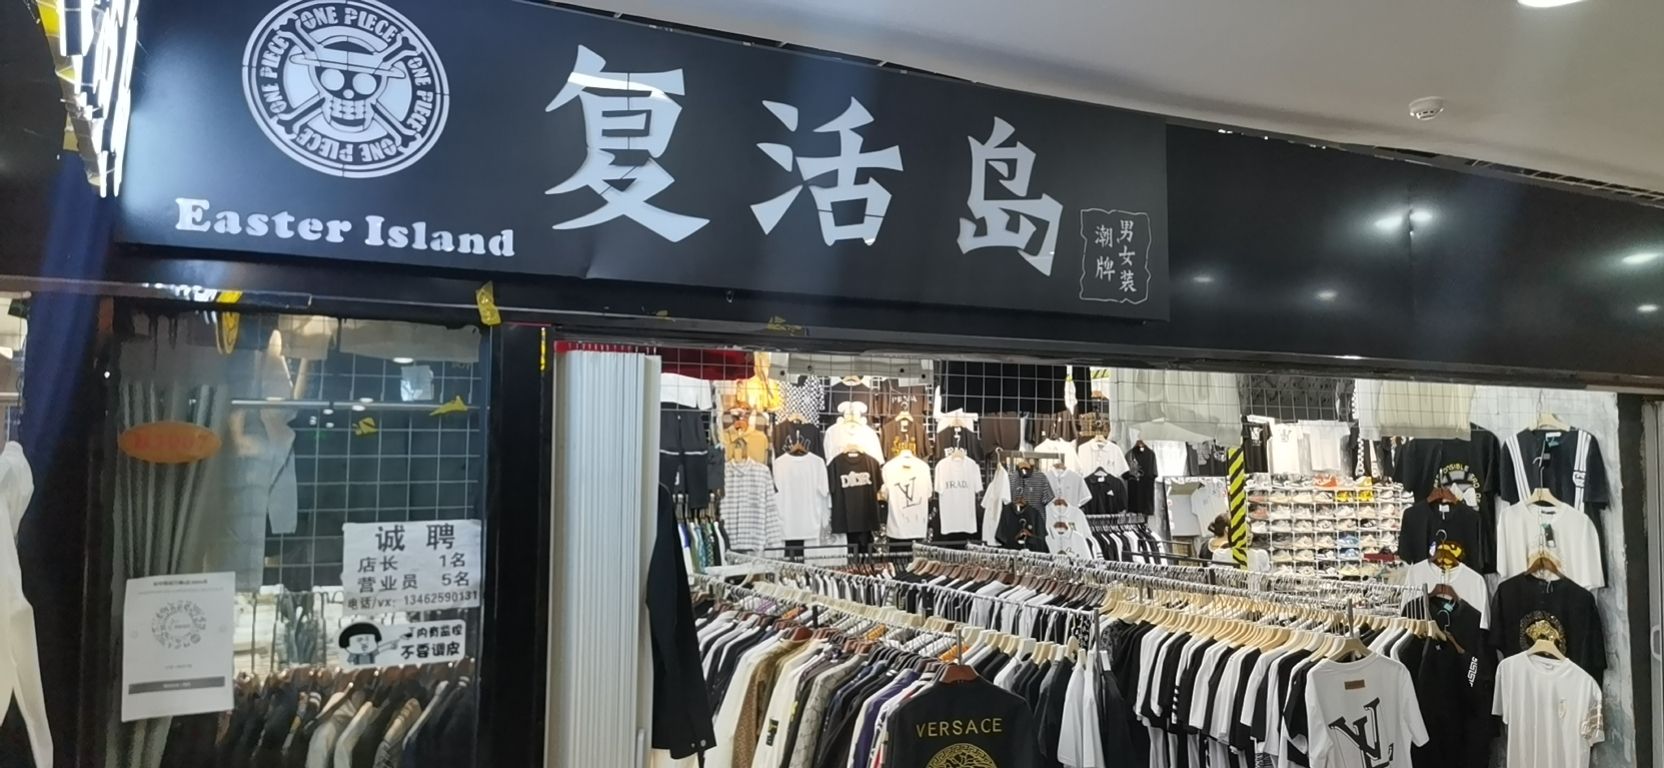 ONE PIECE ONE PIECE ONE PIECE ONE PIECE
Easter Island
复活岛
潮牌
男女装
诚聘
店长 1名
营业员 5名
电话/vx: 13462590131
内有监控
不要调皮
DIOR
LV
VERSACE
LV